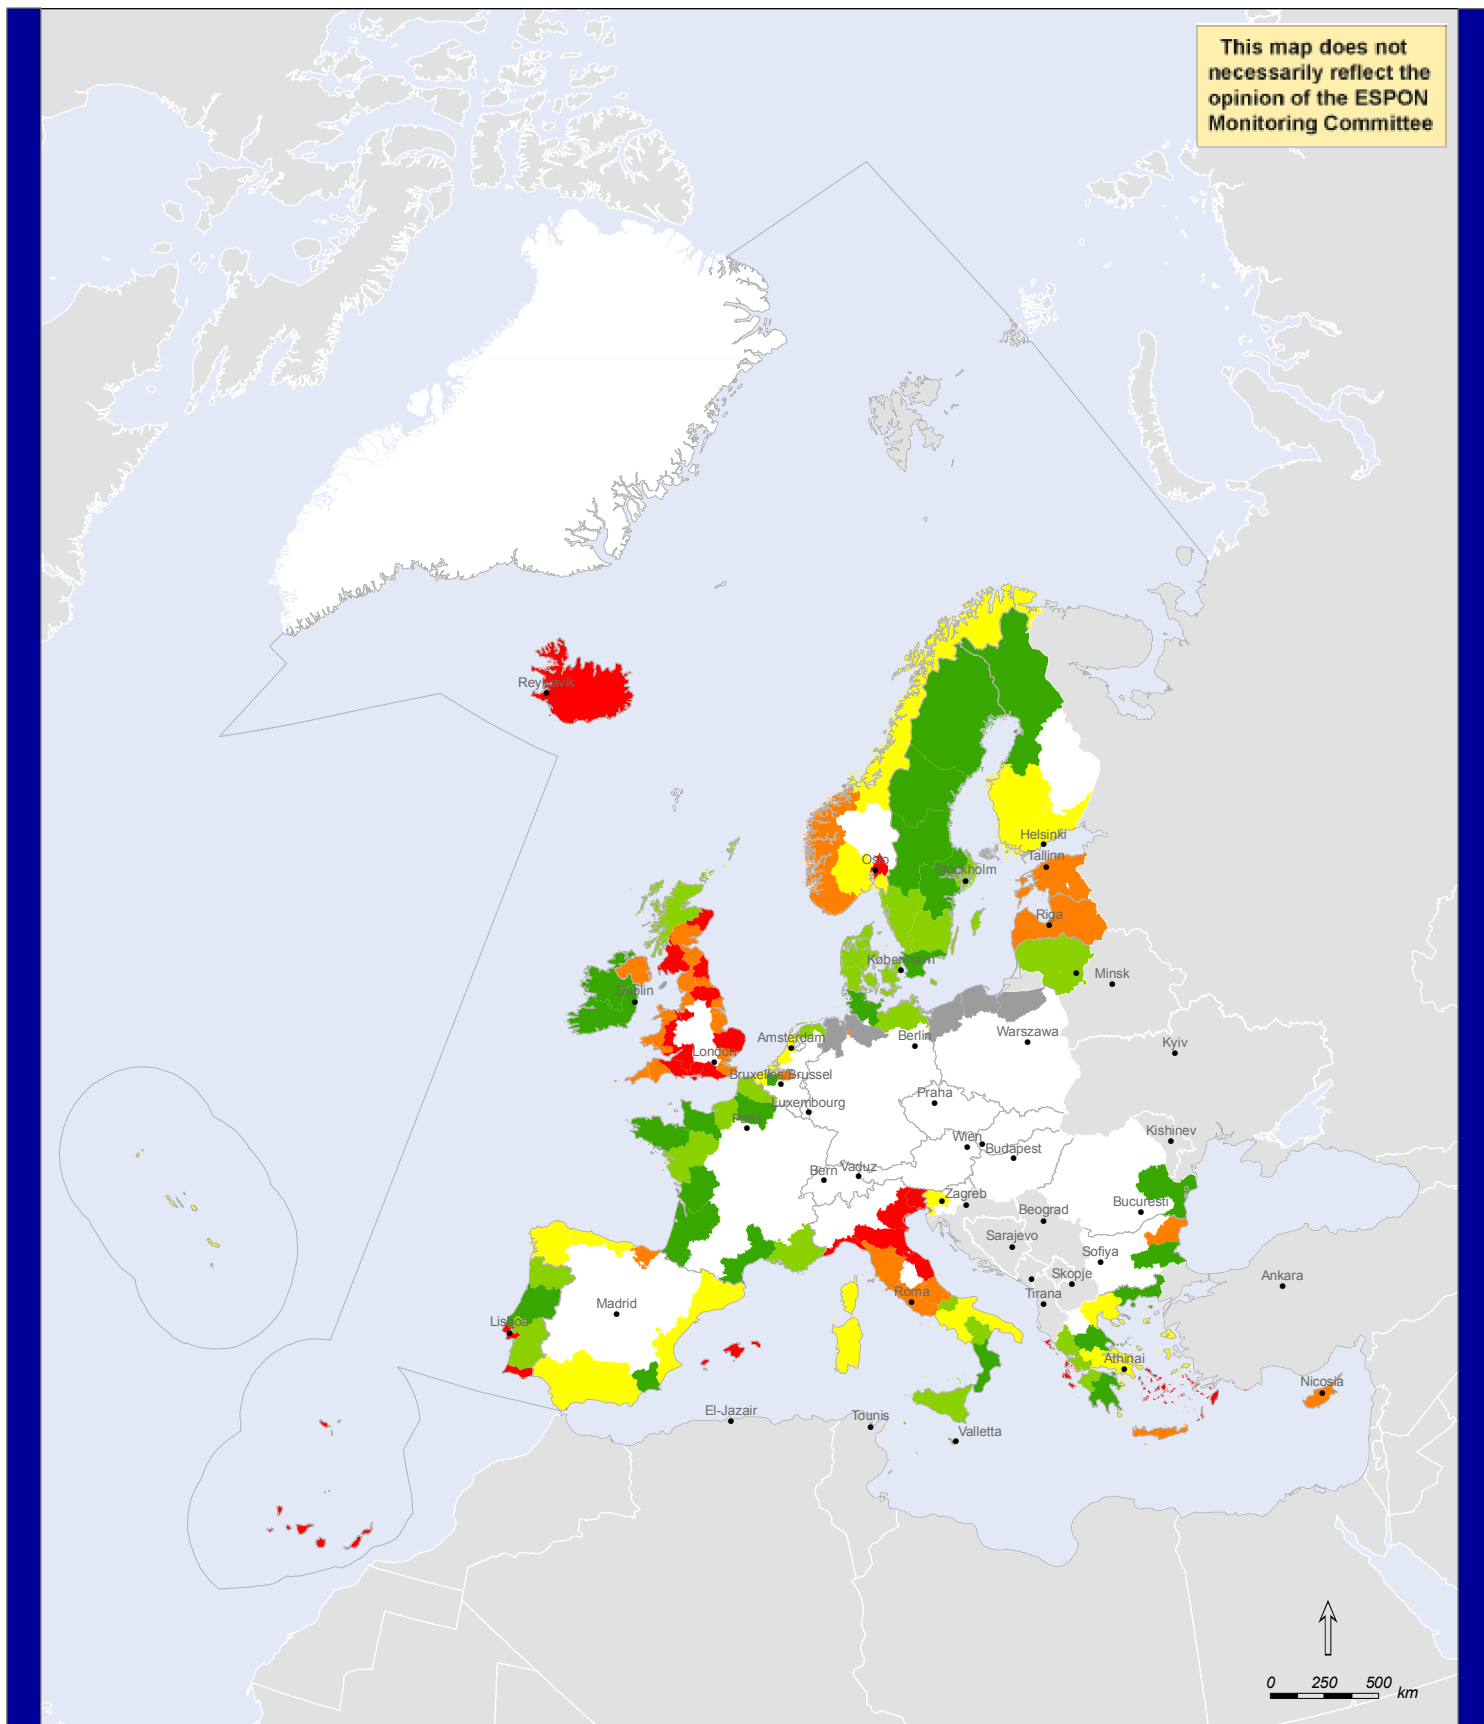 This map does not
necessarily reflect the
opinion of the ESPON
Monitoring Committee
Reykjavik
Helsinki
Tallinn
Oslo
Stockholm
Riga
København
Minsk
Dublin
Amsterdam
Berlin
Warszawa
London
Kyiv
Bruxelles/Brussel
Praha
Luxembourg
Paris
Kishinev
Wien
Budapest
Bern
Vaduz
Zagreb
Bucuresti
Beograd
Sarajevo
Sofiya
Skopje
Ankara
Roma
Tirana
Madrid
Lisboa
Athinai
Nicosia
El-Jazair
Tounis
Valletta
0 250 500
km